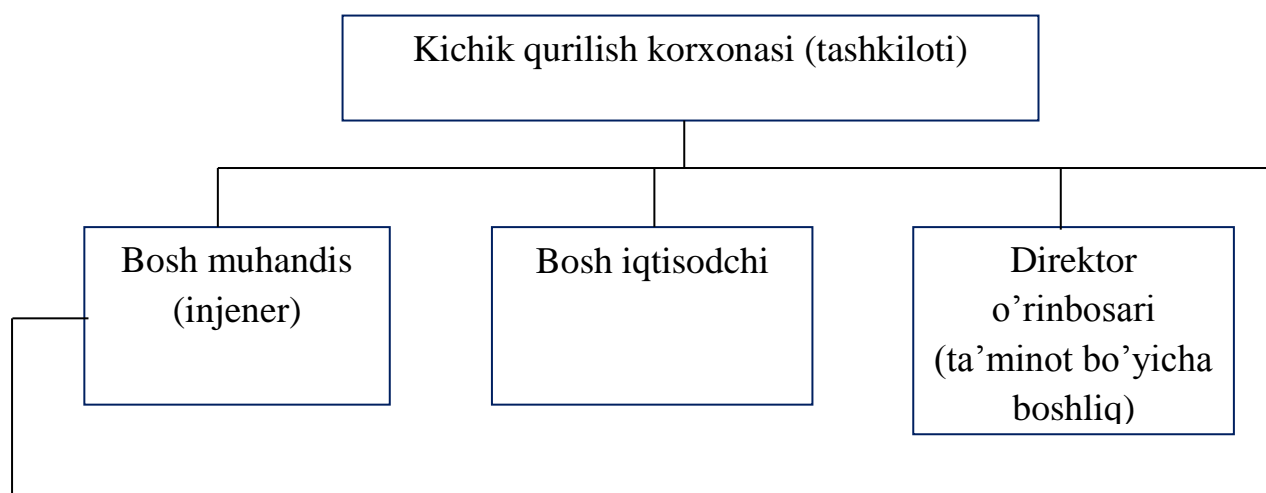 Kichik qurilish korxonasi (tashkiloti)
Bosh muhandis
(injener)
Bosh iqtisodchi
Direktor
o’rinbosari
(ta’minot bo’yicha
boshliq)